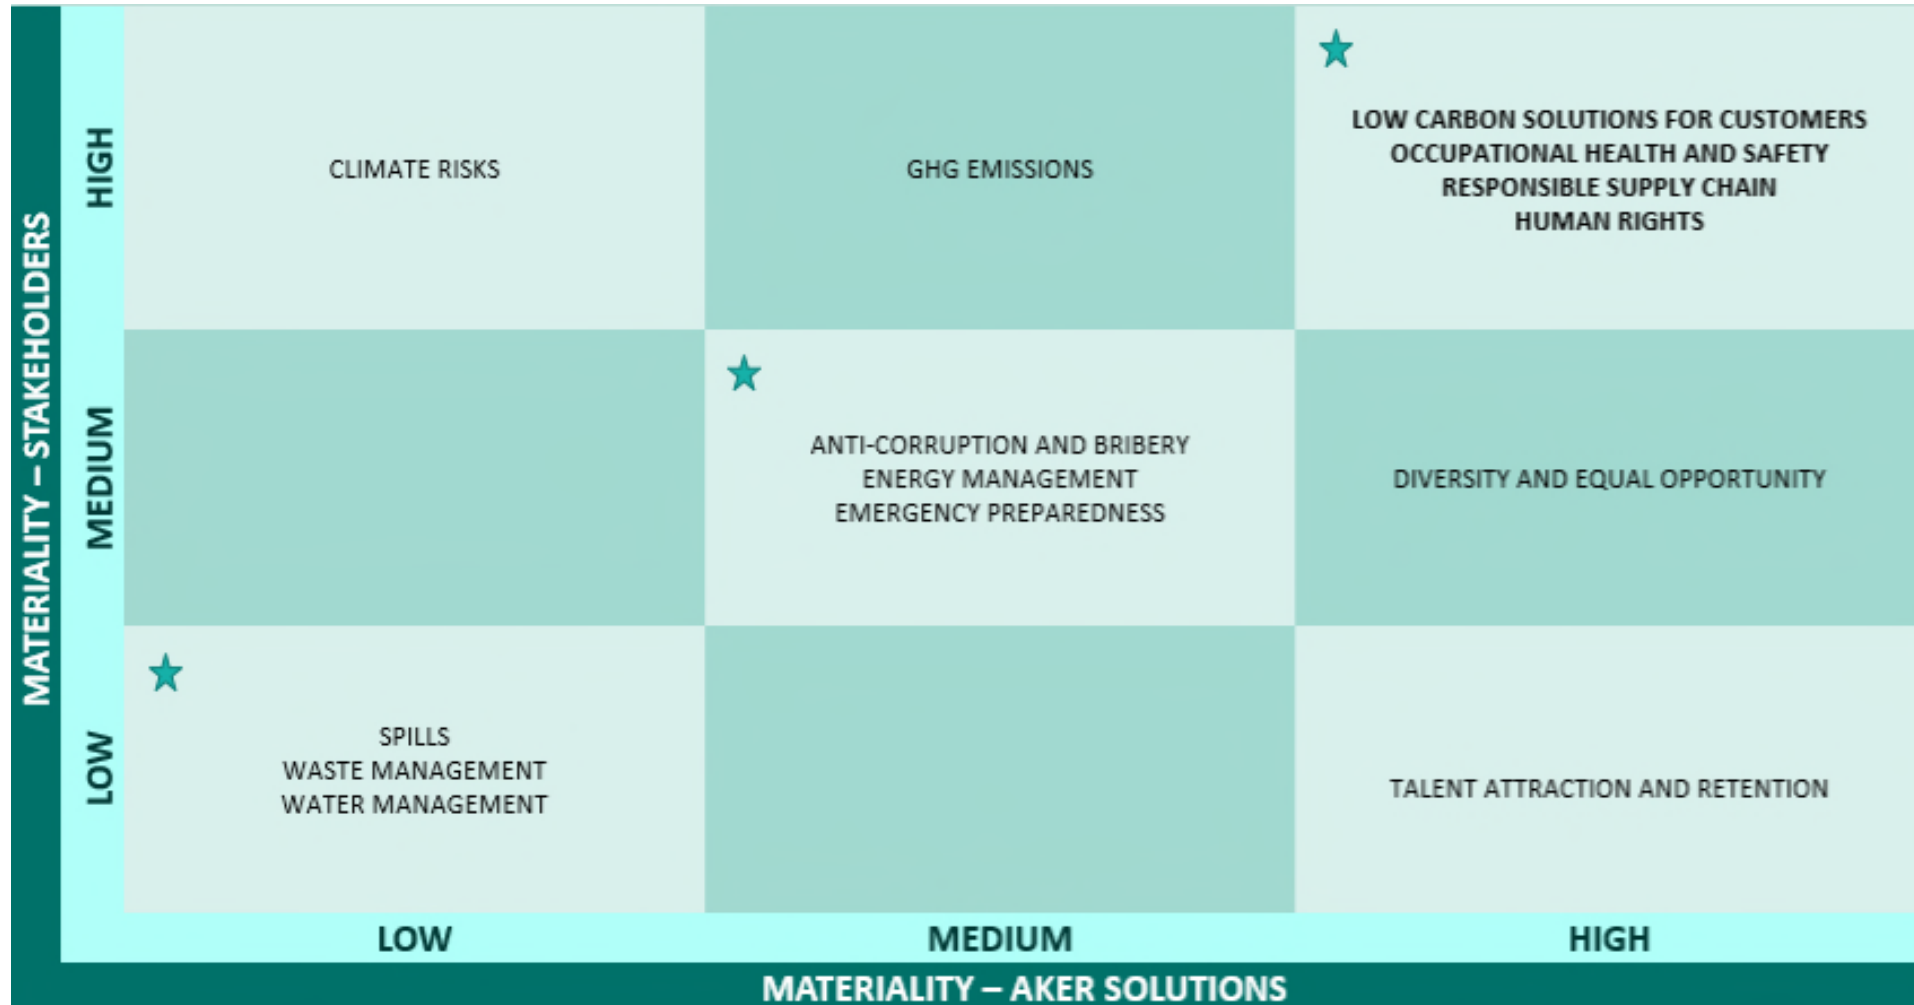 MATERIALITY – STAKEHOLDERS
HIGH
CLIMATE RISKS
GHG EMISSIONS
LOW CARBON SOLUTIONS FOR CUSTOMERS
OCCUPATIONAL HEALTH AND SAFETY
RESPONSIBLE SUPPLY CHAIN
HUMAN RIGHTS
MEDIUM
ANTI-CORRUPTION AND BRIBERY
ENERGY MANAGEMENT
EMERGENCY PREPAREDNESS
DIVERSITY AND EQUAL OPPORTUNITY
LOW
SPILLS
WASTE MANAGEMENT
WATER MANAGEMENT
TALENT ATTRACTION AND RETENTION
LOW
MEDIUM
HIGH
MATERIALITY – AKER SOLUTIONS